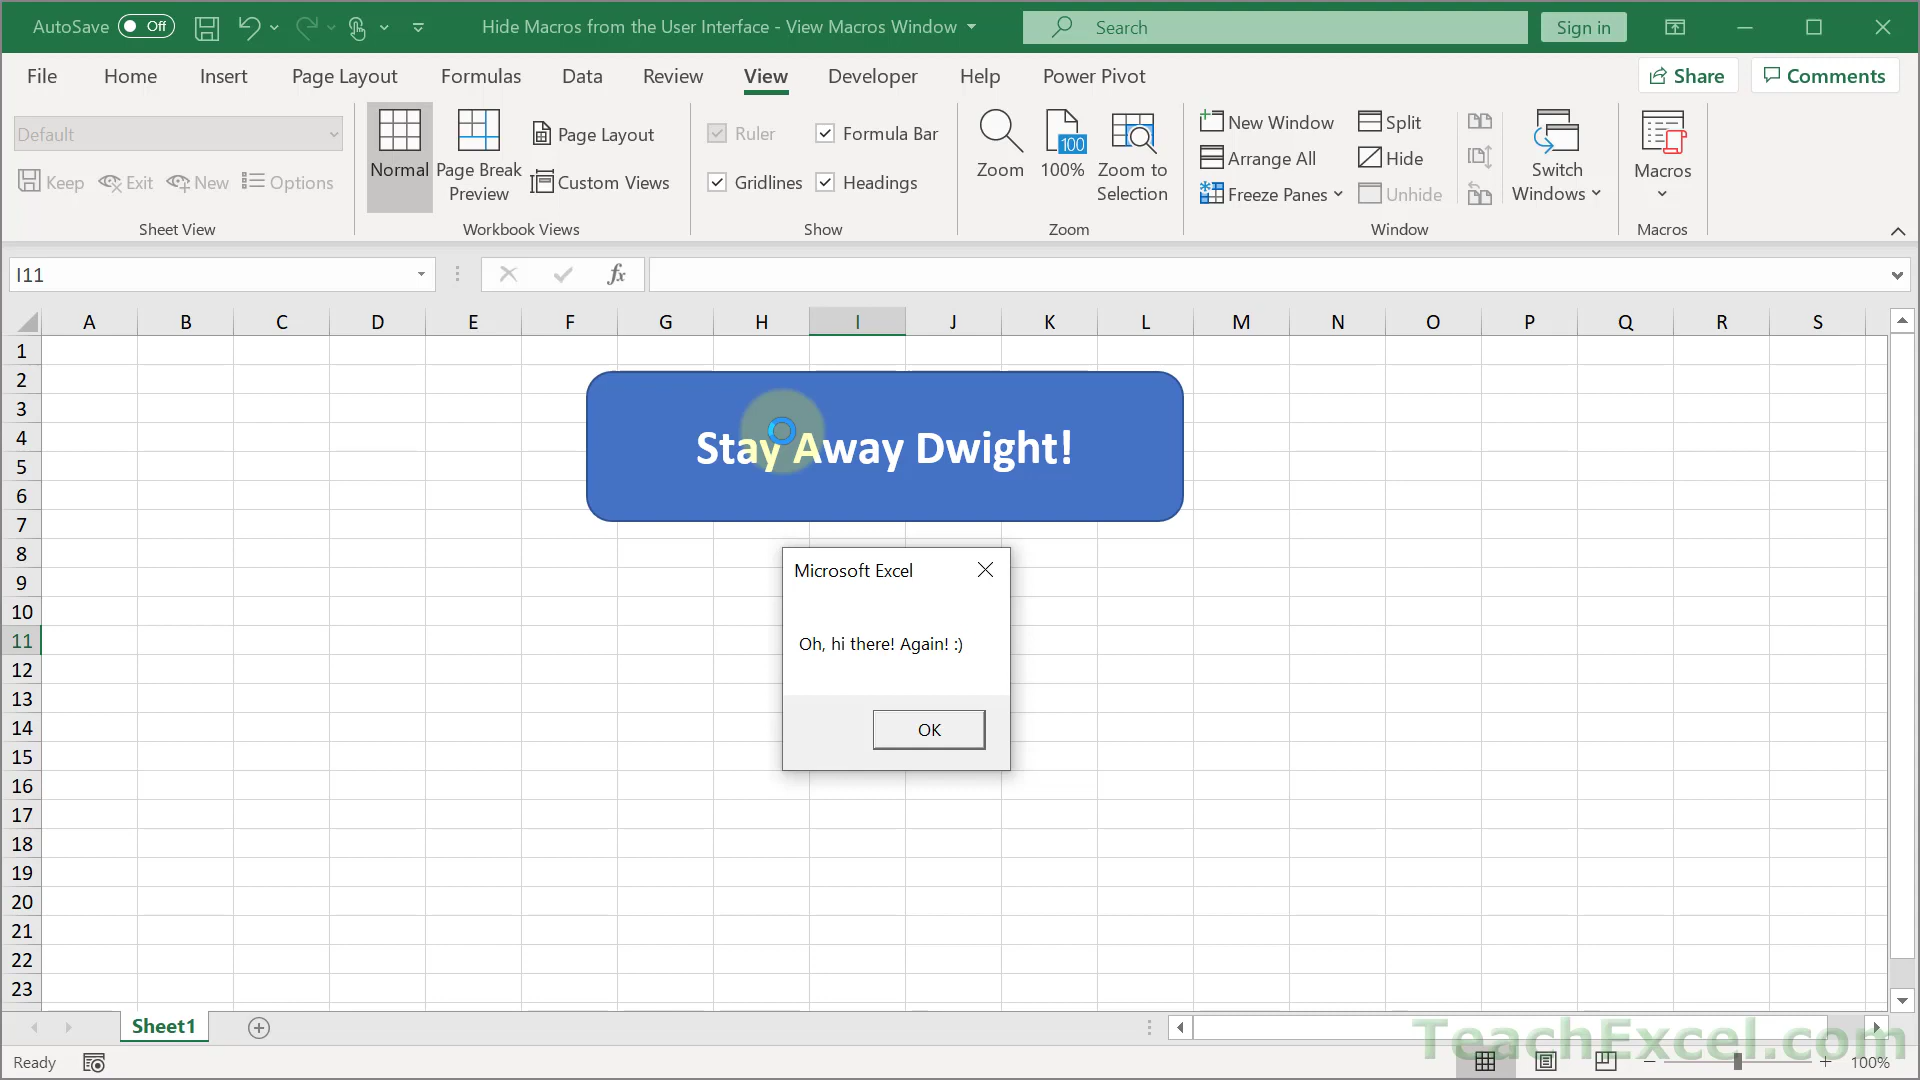 AutoSave Off Hide Macros from the User Interface - View Macros Window Search Sign in
File Home Insert Page Layout Formulas Data Review View Developer Help Power Pivot Share Comments
Default
Keep Exit New Options
Sheet View
Normal
Page Break
Preview
Page Layout
Custom Views
Workbook Views
Ruler Formula Bar
Gridlines Headings
Show
Zoom
100
100%
Zoom to
Selection
Zoom
New Window
Arrange All
Freeze Panes
Split
Hide
Unhide
Switch
Windows
Window
Macros
Macros
I11 fx
A B C D E F G H I J K L M N O P Q R S
1
2
3
4
5
6
7
8
9
10
11
12
13
14
15
16
17
18
19
20
21
22
23
Stay Away Dwight!
Microsoft Excel
Oh, hi there! Again! :)
OK
Sheet1
TeachExcel.com
Ready 100%